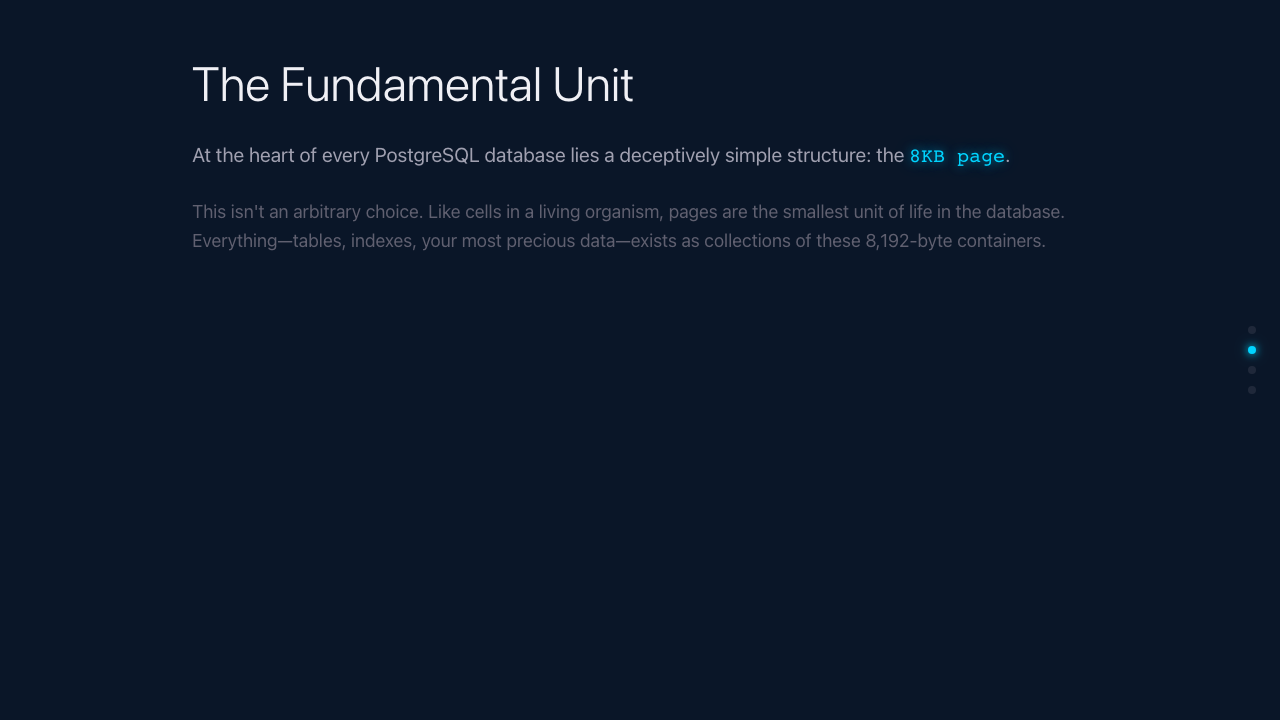 The Fundamental Unit
At the heart of every PostgreSQL database lies a deceptively simple structure: the 8KB page.
This isn't an arbitrary choice. Like cells in a living organism, pages are the smallest unit of life in the database.
Everything—tables, indexes, your most precious data—exists as collections of these 8,192-byte containers.